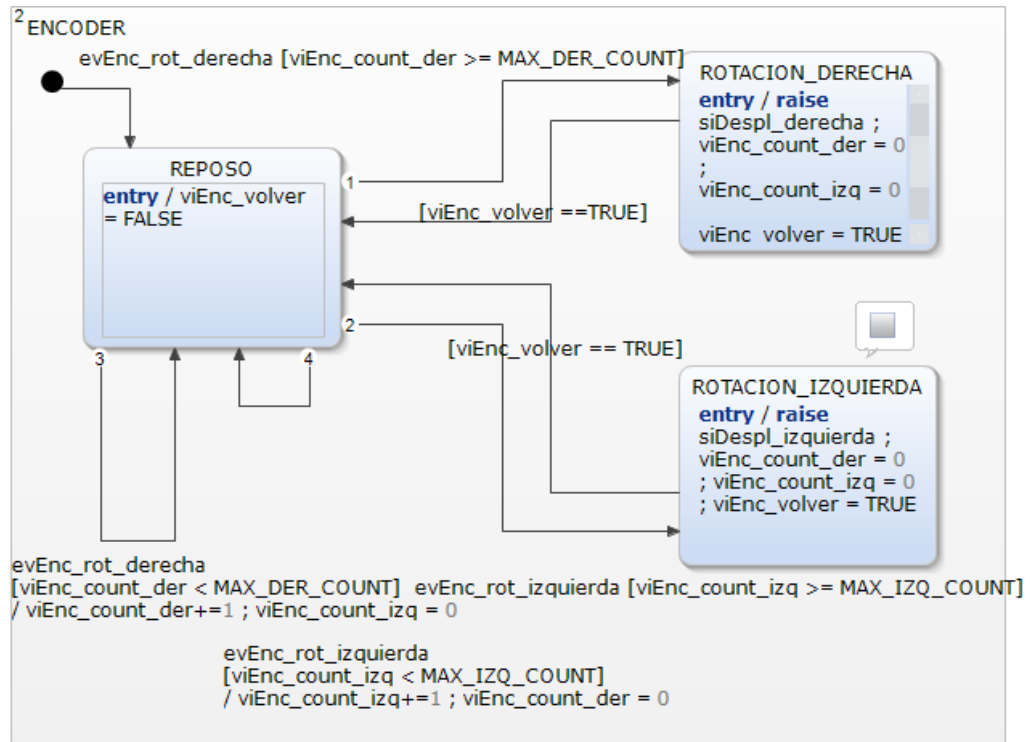 2
ENCODER
evEnc_rot_derecha [viEnc_count_der >= MAX_DER_COUNT]
ROTACION_DERECHA
entry / raise
siDespl_derecha ;
viEnc_count_der = 0
;
viEnc_count_izq = 0
viEnc_volver = TRUE
REPOSO
entry / viEnc_volver
= FALSE
1
[viEnc_volver ==TRUE]
2
[viEnc_volver == TRUE]
3
4
ROTACION_IZQUIERDA
entry / raise
siDespl_izquierda ;
viEnc_count_der = 0
; viEnc_count_izq = 0
; viEnc_volver = TRUE
evEnc_rot_derecha
[viEnc_count_der < MAX_DER_COUNT]
/ viEnc_count_der+=1 ; viEnc_count_izq = 0
evEnc_rot_izquierda [viEnc_count_izq >= MAX_IZQ_COUNT]
evEnc_rot_izquierda
[viEnc_count_izq < MAX_IZQ_COUNT]
/ viEnc_count_izq+=1 ; viEnc_count_der = 0